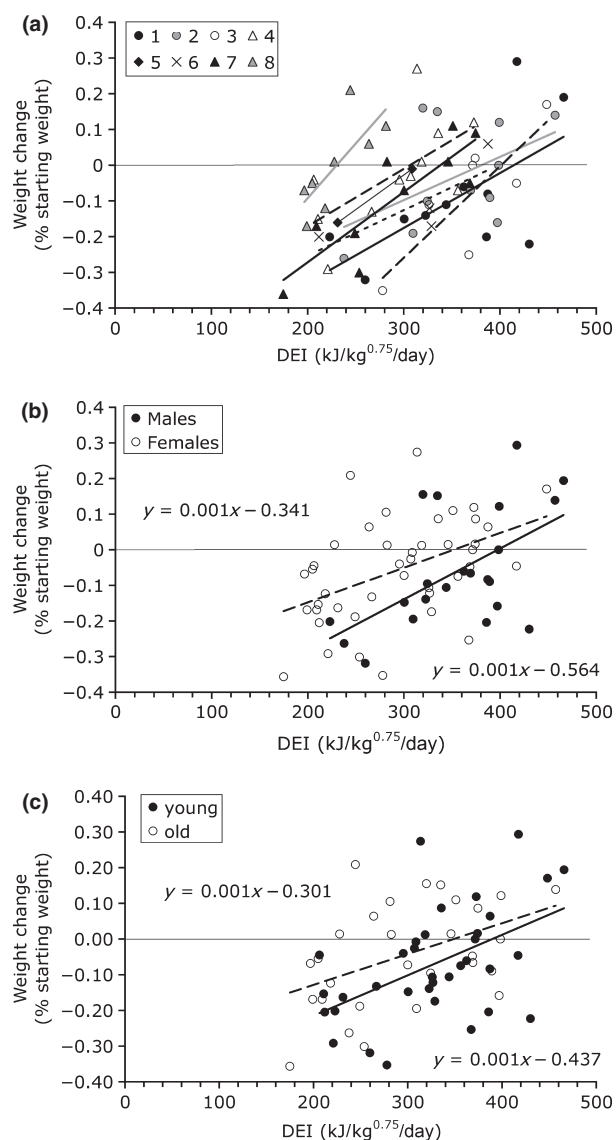 (a)
1 2 3 4
5 6 7 8
Weight change
(% starting weight)
0.4
0.3
0.2
0.1
0
−0.1
−0.2
−0.3
−0.4
0 100 200 300 400 500
DEI (kJ/kg^0.75/day)
(b)
Males
Females
Weight change
(% starting weight)
0.4
0.3
0.2
0.1
0
−0.1
−0.2
−0.3
−0.4
y = 0.001x − 0.341
y = 0.001x − 0.564
0 100 200 300 400 500
DEI (kJ/kg^0.75/day)
(c)
young
old
Weight change
(% starting weight)
0.40
0.30
0.20
0.10
0.00
−0.10
−0.20
−0.30
−0.40
y = 0.001x − 0.301
y = 0.001x − 0.437
0 100 200 300 400 500
DEI (kJ/kg^0.75/day)